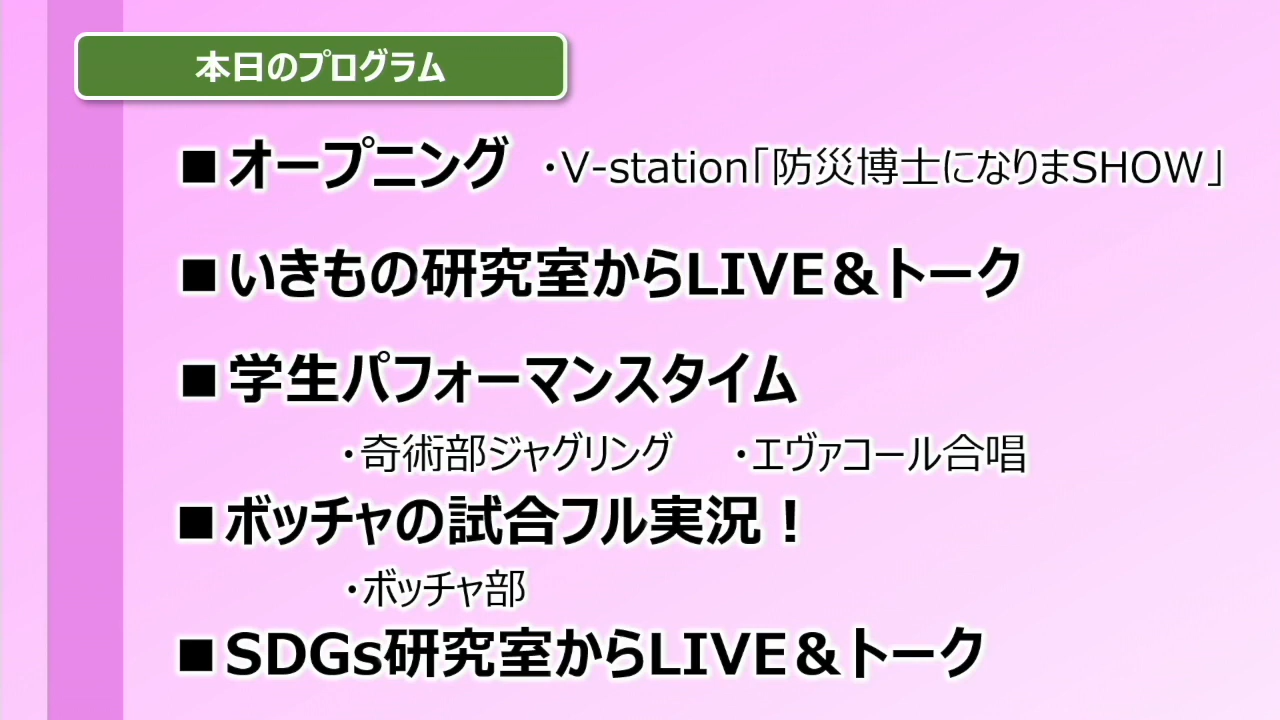 本日のプログラム
■オープニング ・V-station「防災博士になりまSHOW」
■いきもの研究室からLIVE＆トーク
■学生パフォーマンスタイム
・奇術部ジャグリング ・エヴァコール合唱
■ボッチャの試合フル実況！
・ボッチャ部
■SDGs研究室からLIVE＆トーク